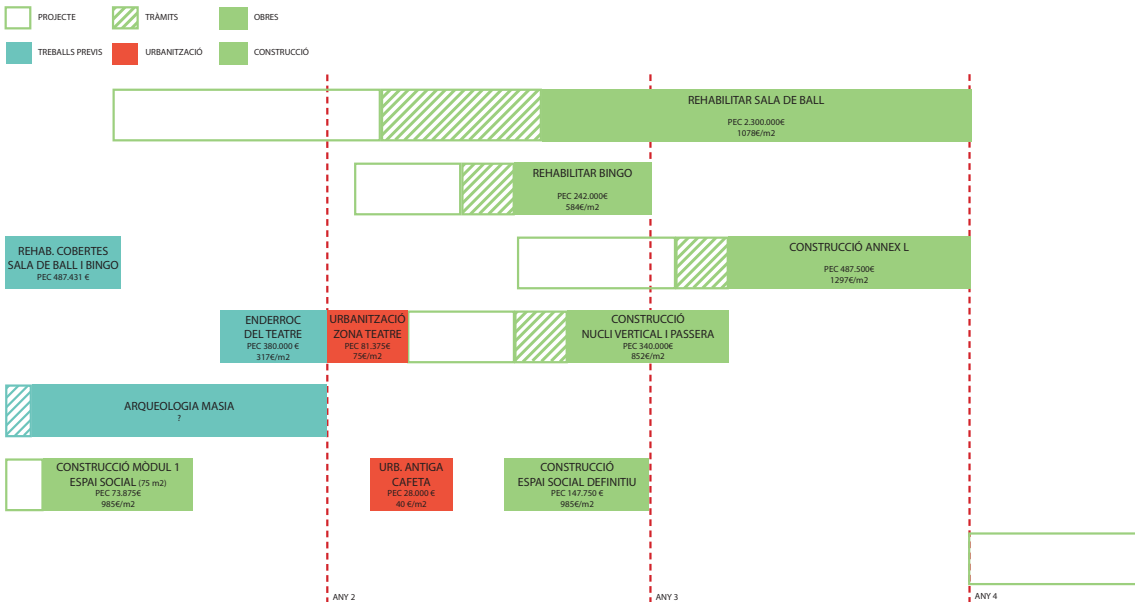 PROJECTE
TRÀMITS
OBRES
TREBALLS PREVIS
URBANITZACIÓ
CONSTRUCCIÓ
REHABILITAR SALA DE BALL
PEC 2.300.000€
1078€/m2
REHABILITAR BINGO
PEC 242.000€
584€/m2
REHAB. COBERTES
SALA DE BALL I BINGO
PEC 487.431 €
CONSTRUCCIÓ ANNEX L
PEC 487.500€
1297€/m2
ENDERROC
DEL TEATRE
PEC 380.000 €
317€/m2
URBANITZACIÓ
ZONA TEATRE
PEC 81.375€
75€/m2
CONSTRUCCIÓ
NUCLI VERTICAL I PASSERA
PEC 340.000€
852€/m2
ARQUEOLOGIA MASIA
?
CONSTRUCCIÓ MÒDUL 1
ESPAI SOCIAL (75 m2)
PEC 73.875€
985€/m2
URB. ANTIGA
CAFETA
PEC 28.000 €
40 €/m2
CONSTRUCCIÓ
ESPAI SOCIAL DEFINITIU
PEC 147.750 €
985€/m2
ANY 2
ANY 3
ANY 4